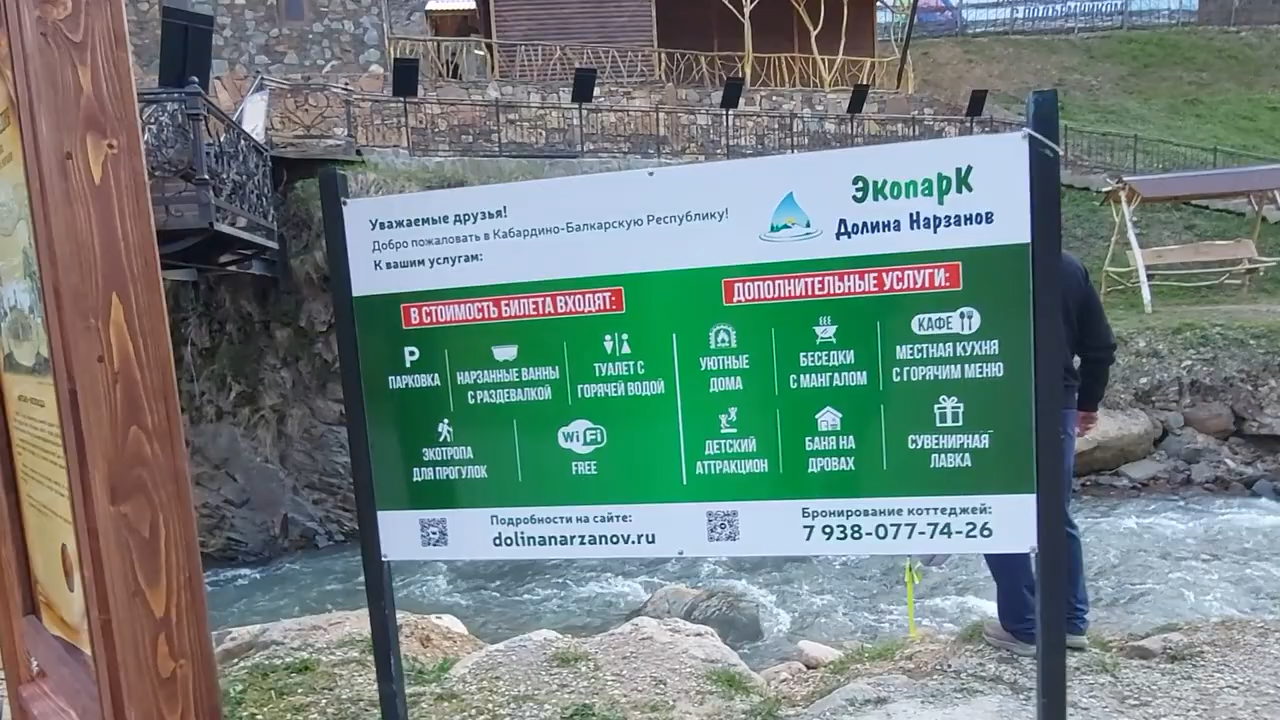 Уважаемые друзья!
Добро пожаловать в Кабардино-Балкарскую Республику!
К вашим услугам:
ЭкопарК
Долина Нарзанов
В СТОИМОСТЬ БИЛЕТА ВХОДЯТ:
P
ПАРКОВКА
НАРЗАННЫЕ ВАННЫ
С РАЗДЕВАЛКОЙ
ТУАЛЕТ С
ГОРЯЧЕЙ ВОДОЙ
ЭКОТРОПА
ДЛЯ ПРОГУЛОК
WiFi
FREE
ДОПОЛНИТЕЛЬНЫЕ УСЛУГИ:
УЮТНЫЕ
ДОМА
БЕСЕДКИ
С МАНГАЛОМ
КАФЕ
МЕСТНАЯ КУХНЯ
С ГОРЯЧИМ МЕНЮ
ДЕТСКИЙ
АТТРАКЦИОН
БАНЯ НА
ДРОВАХ
СУВЕНИРНАЯ
ЛАВКА
Подробности на сайте:
dolinanarzanov.ru
Бронирование коттеджей:
7 938-077-74-26